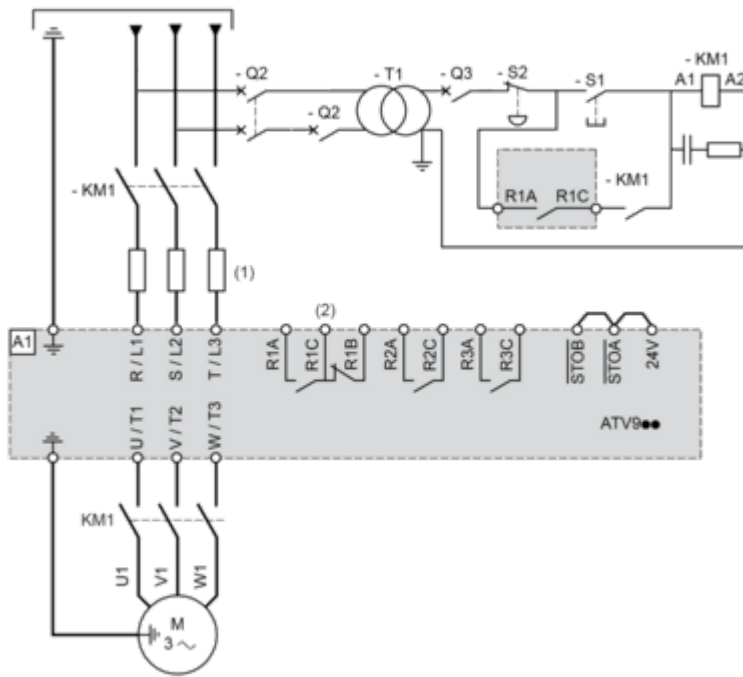 - Q2
- T1
- Q3
- S2
- S1
- KM1
A1 A2
- Q2
- KM1
R1A R1C
- KM1
(1)
(2)
A1
R / L1
S / L2
T / L3
R1A
R1C
R1B
R2A
R2C
R3A
R3C
STOB
STOA
24V
U / T1
V / T2
W / T3
ATV9●●
KM1
U1
V1
W1
M
3 ~